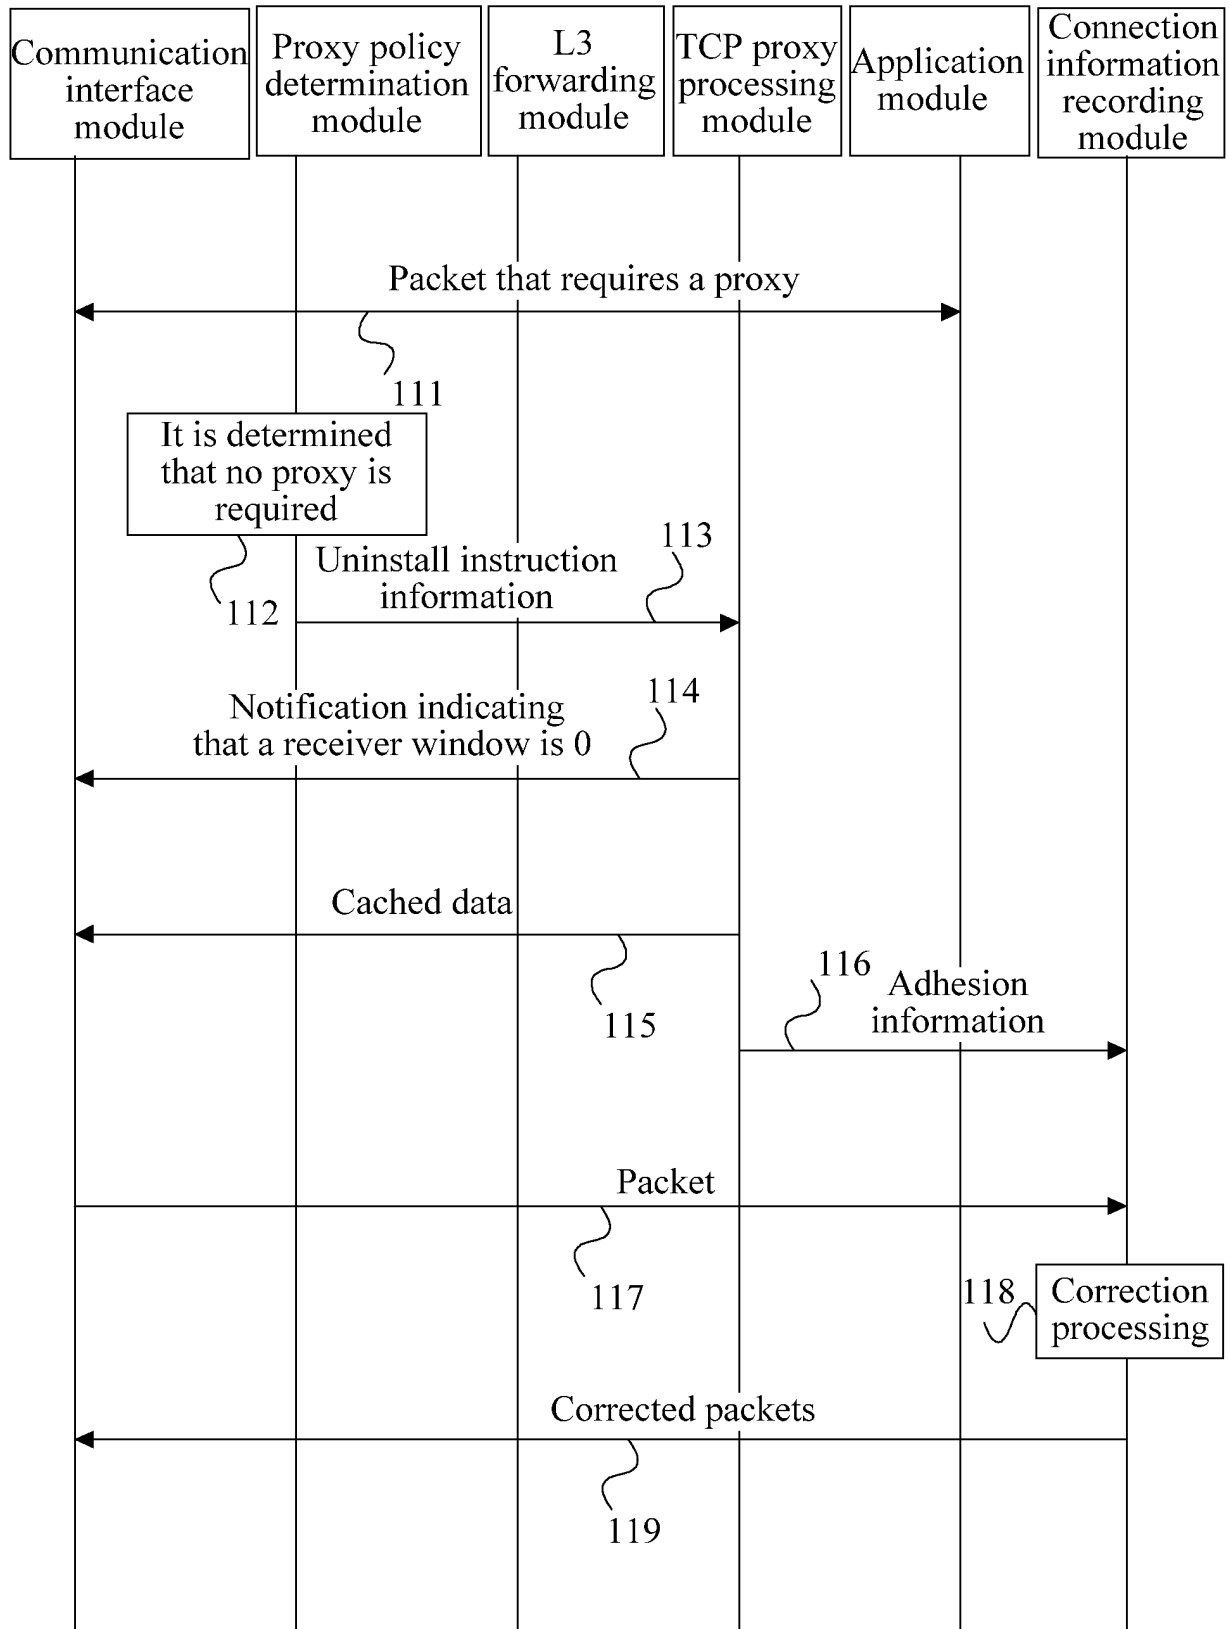 Communication
interface
module
Proxy policy
determination
module
L3
forwarding
module
TCP proxy
processing
module
Application
module
Connection
information
recording
module
Packet that requires a proxy
111
It is determined
that no proxy is
required
112
Uninstall instruction
information
113
Notification indicating
that a receiver window is 0
114
Cached data
115
116
Adhesion
information
Packet
117
118
Correction
processing
Corrected packets
119